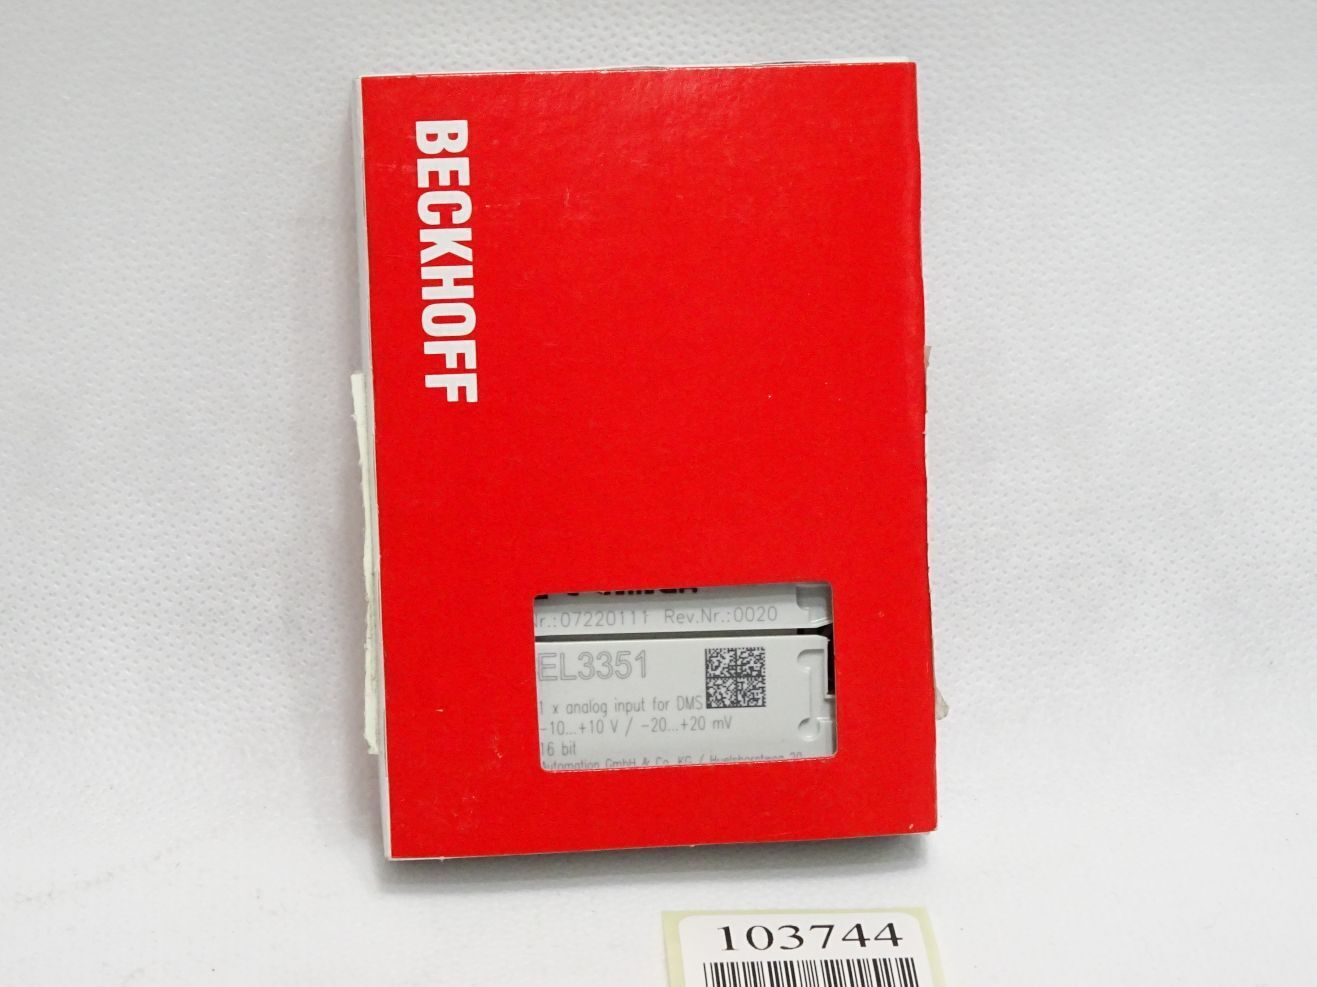 BECKHOFF
Nr.:07220111 Rev.Nr.:0020
EL3351
1 x analog input for DMS
-10...+10 V / -20...+20 mV
16 bit
Automation GmbH & Co. KG /
103744